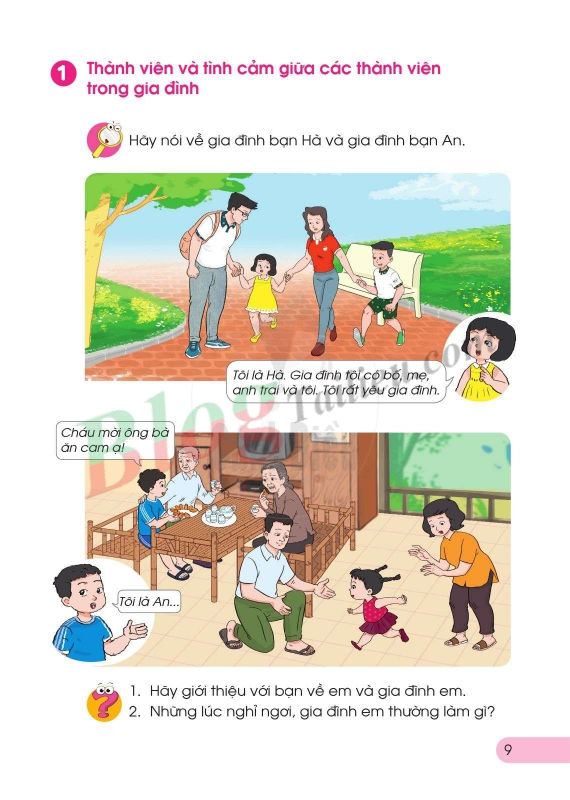 1 Thành viên và tình cảm giữa các thành viên
trong gia đình
Hãy nói về gia đình bạn Hà và gia đình bạn An.
Tôi là Hà. Gia đình tôi có bố, mẹ,
anh trai và tôi. Tôi rất yêu gia đình.
Cháu mời ông bà
ăn cam ạ!
Tôi là An...
1. Hãy giới thiệu với bạn về em và gia đình em.
2. Những lúc nghỉ ngơi, gia đình em thường làm gì?
9
Blog Tài liệu.com